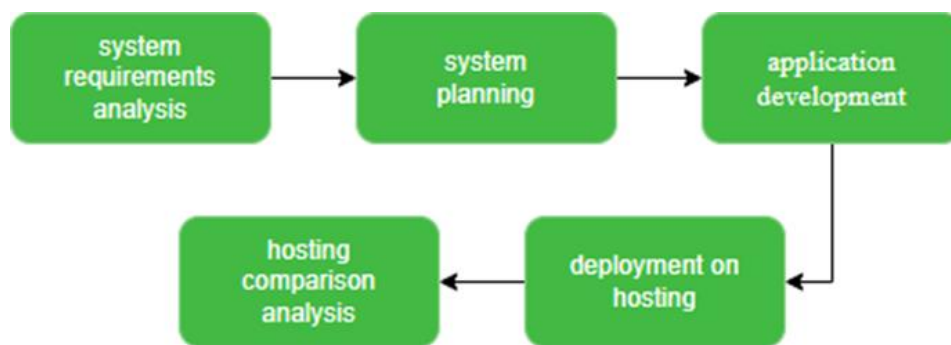 system
requirements
analysis
system
planning
application
development
deployment on
hosting
hosting
comparison
analysis